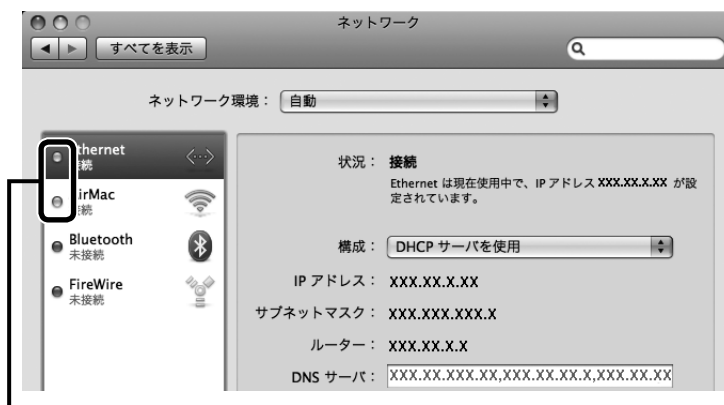 ネットワーク
すべてを表示
ネットワーク環境： 自動
thernet
接続
irMac
接続
Bluetooth
未接続
FireWire
未接続
状況： 接続
Ethernet は現在使用中で、IP アドレス XXX.XX.X.XX が設
定されています。
構成： DHCP サーバを使用
IP アドレス： XXX.XX.X.XX
サブネットマスク： XXX.XXX.XXX.X
ルーター： XXX.XX.X.X
DNS サーバ： XXX.XX.XXX.XX,XXX.XX.XX.X,XXX.XX.XX